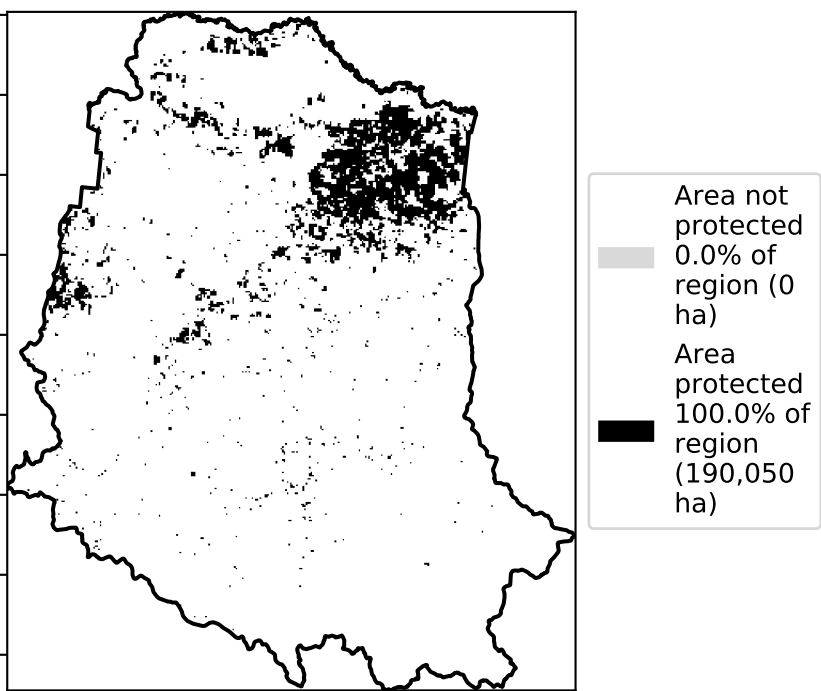 Area not
protected
0.0% of
region (0
ha)
Area
protected
100.0% of
region
(190,050
ha)